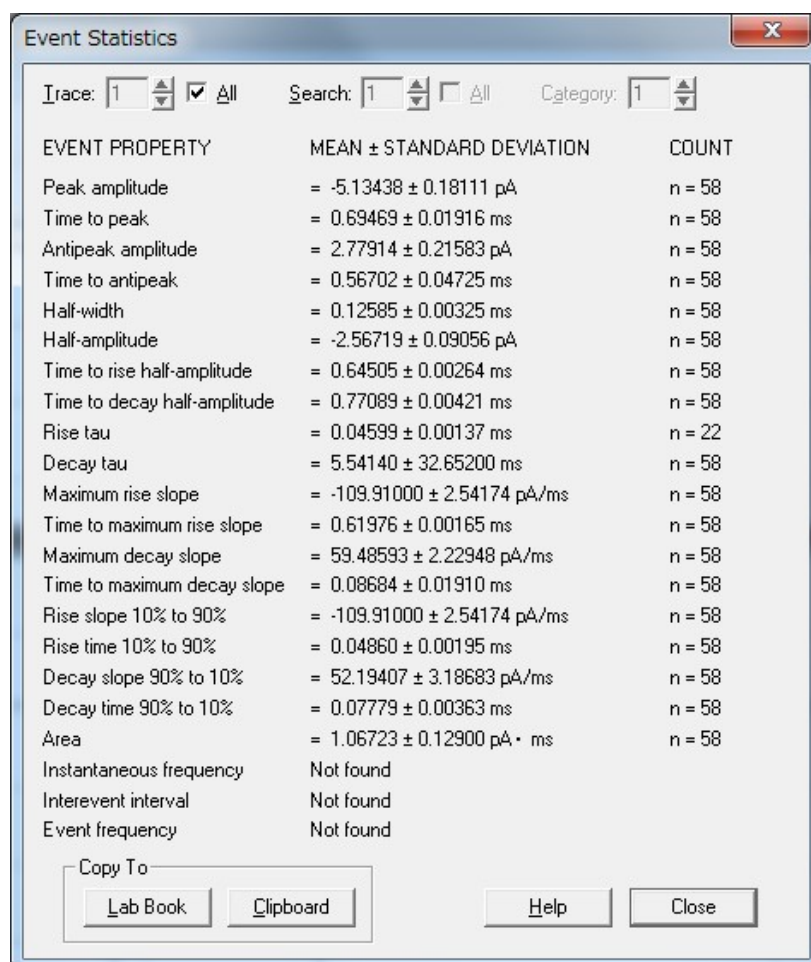 Event Statistics
Trace: 1 All Search: 1 All Category: 1
EVENT PROPERTY MEAN ± STANDARD DEVIATION COUNT
Peak amplitude = -5.13438 ± 0.18111 pA n = 58
Time to peak = 0.69469 ± 0.01916 ms n = 58
Antipeak amplitude = 2.77914 ± 0.21583 pA n = 58
Time to antipeak = 0.56702 ± 0.04725 ms n = 58
Half-width = 0.12585 ± 0.00325 ms n = 58
Half-amplitude = -2.56719 ± 0.09056 pA n = 58
Time to rise half-amplitude = 0.64505 ± 0.00264 ms n = 58
Time to decay half-amplitude = 0.77089 ± 0.00421 ms n = 58
Rise tau = 0.04599 ± 0.00137 ms n = 22
Decay tau = 5.54140 ± 32.65200 ms n = 58
Maximum rise slope = -109.91000 ± 2.54174 pA/ms n = 58
Time to maximum rise slope = 0.61976 ± 0.00165 ms n = 58
Maximum decay slope = 59.48593 ± 2.22948 pA/ms n = 58
Time to maximum decay slope = 0.08684 ± 0.01910 ms n = 58
Rise slope 10% to 90% = -109.91000 ± 2.54174 pA/ms n = 58
Rise time 10% to 90% = 0.04860 ± 0.00195 ms n = 58
Decay slope 90% to 10% = 52.19407 ± 3.18683 pA/ms n = 58
Decay time 90% to 10% = 0.07779 ± 0.00363 ms n = 58
Area = 1.06723 ± 0.12900 pA・ ms n = 58
Instantaneous frequency Not found
Interevent interval Not found
Event frequency Not found
Copy To
Lab Book Clipboard Help Close